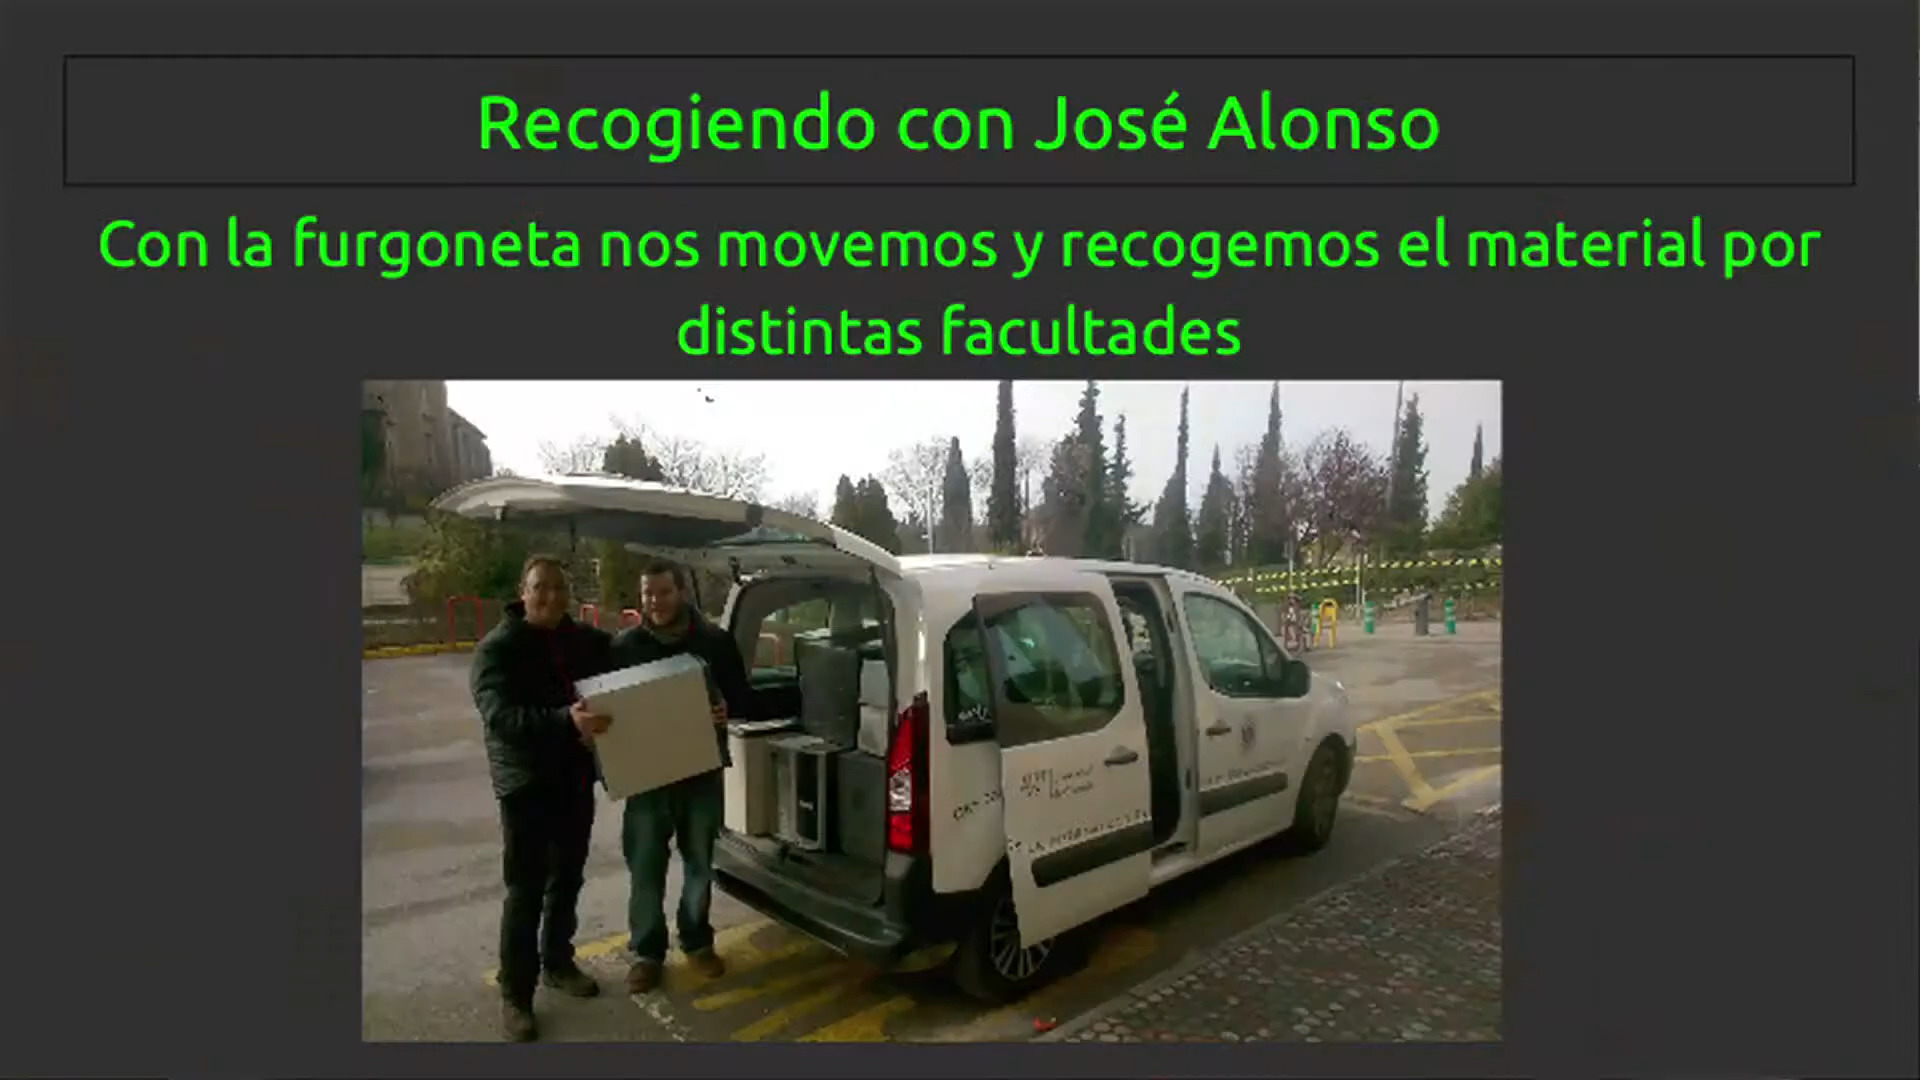 Recogiendo con José Alonso
Con la furgoneta nos movemos y recogemos el material por
distintas facultades